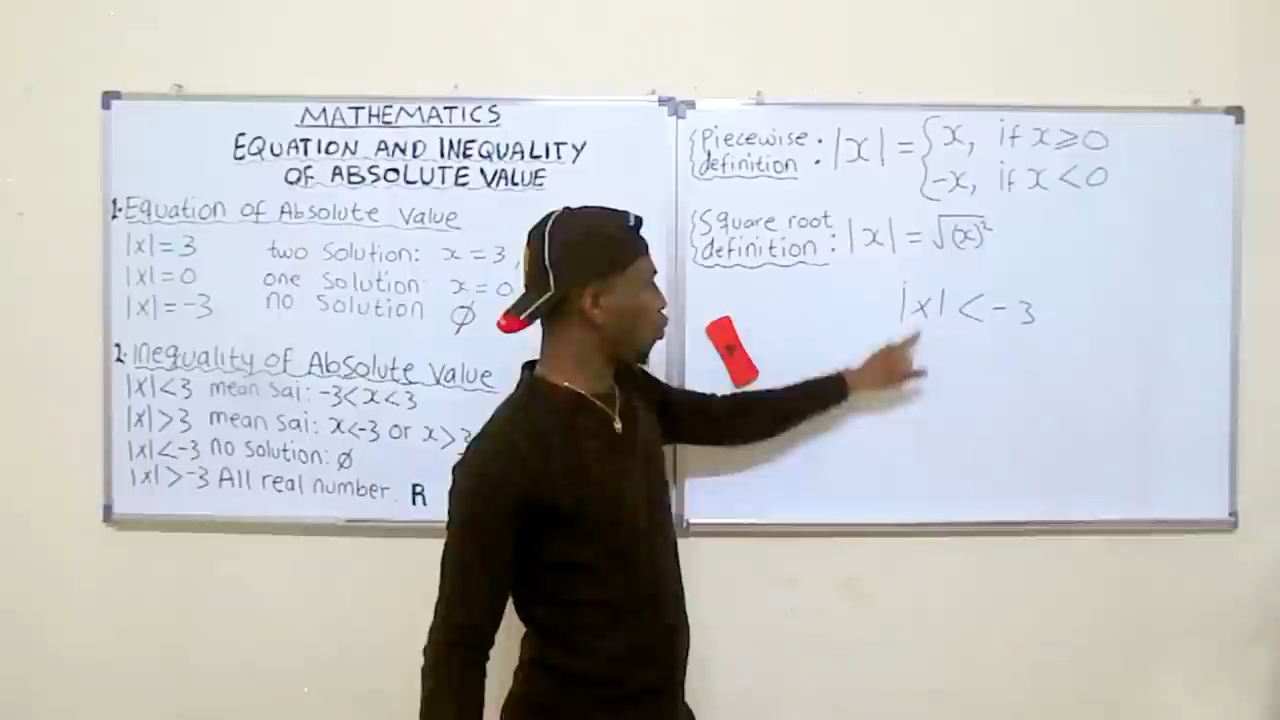 MATHEMATICS
EQUATION AND INEQUALITY
OF ABSOLUTE VALUE
1. Equation of Absolute Value
|x| = 3 two solution: x = 3,
|x| = 0 one solution x = 0
|x| = -3 no solution ∅
2. Inequality of Absolute Value
|x| < 3 mean sai: -3 < x < 3
|x| > 3 mean sai: x < -3 or x > 3
|x| < -3 no solution: ∅
|x| > -3 All real number. R
{Piecewise definition: |x| = { x, if x ≥ 0
-x, if x < 0
{Square root
definition: |x| = √(x)²
|x| < -3